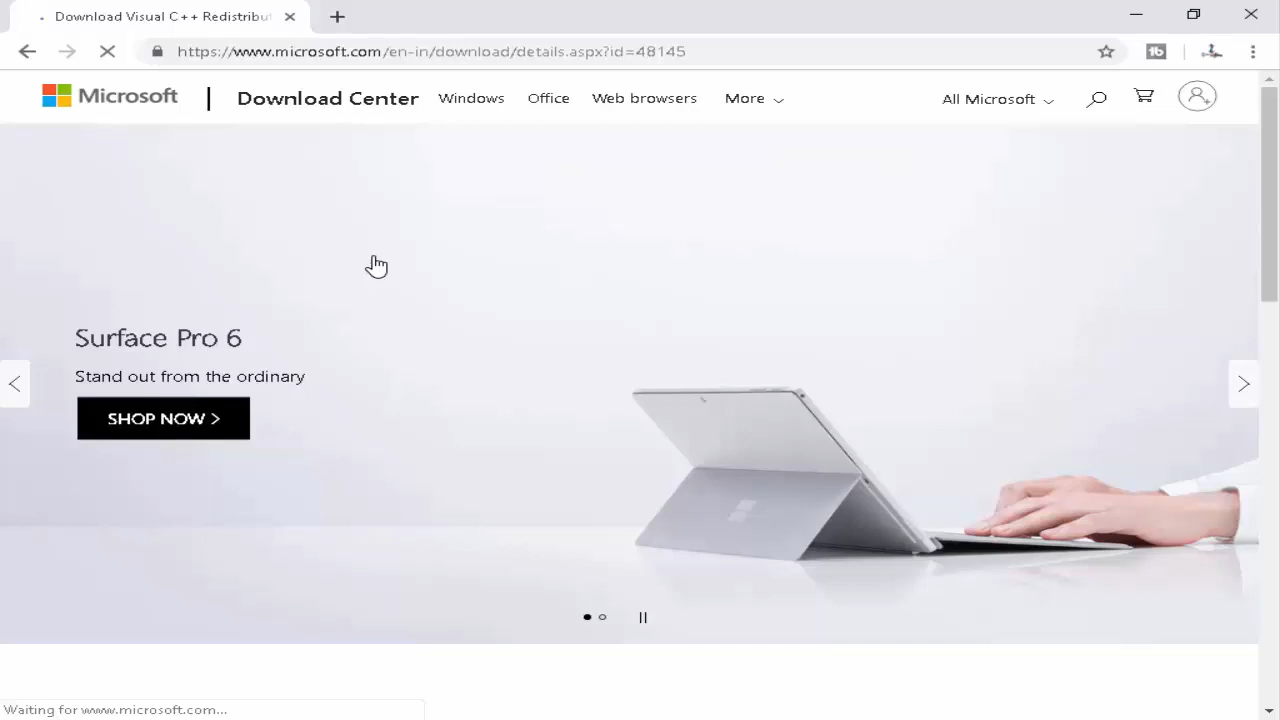 Download Visual C++ Redistribut
https://www.microsoft.com/en-in/download/details.aspx?id=48145
Microsoft | Download Center Windows Office Web browsers More All Microsoft
Surface Pro 6
Stand out from the ordinary
SHOP NOW >
Waiting for www.microsoft.com...